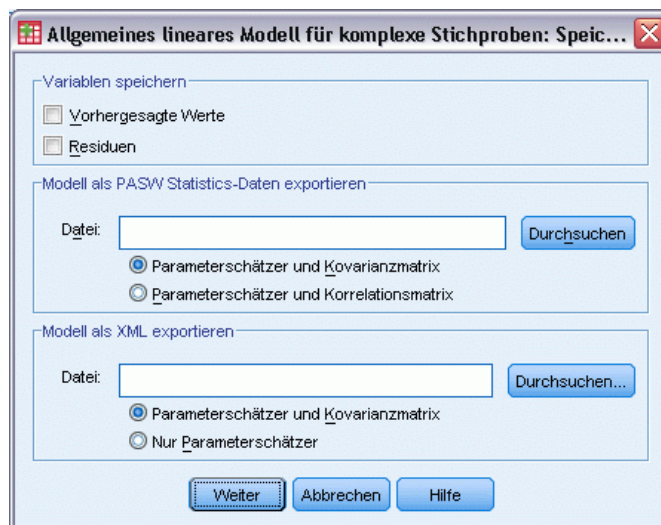 Allgemeines lineares Modell für komplexe Stichproben: Speic...
Variablen speichern
Vorhergesagte Werte
Residuen
Modell als PASW Statistics-Daten exportieren
Datei:
Durchsuchen
Parameterschätzer und Kovarianzmatrix
Parameterschätzer und Korrelationsmatrix
Modell als XML exportieren
Datei:
Durchsuchen...
Parameterschätzer und Kovarianzmatrix
Nur Parameterschätzer
Weiter Abbrechen Hilfe